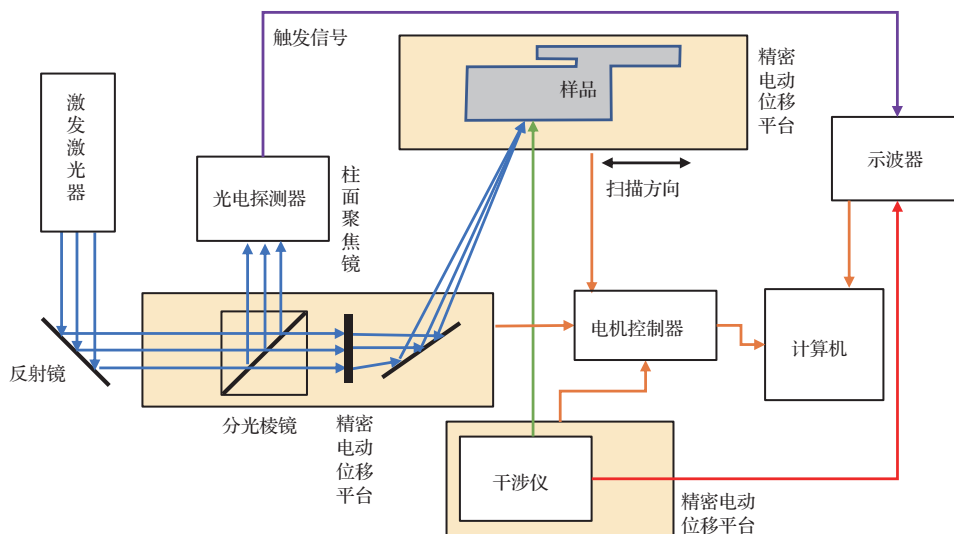 触发信号
激
发
激
光
器
光电探测器
柱
面
聚
焦
镜
样品
精密
电动
位移
平台
扫描方向
示波器
反射镜
分光棱镜
精密
电动
位移
平台
电机控制器
计算机
干涉仪
精密电动
位移平台